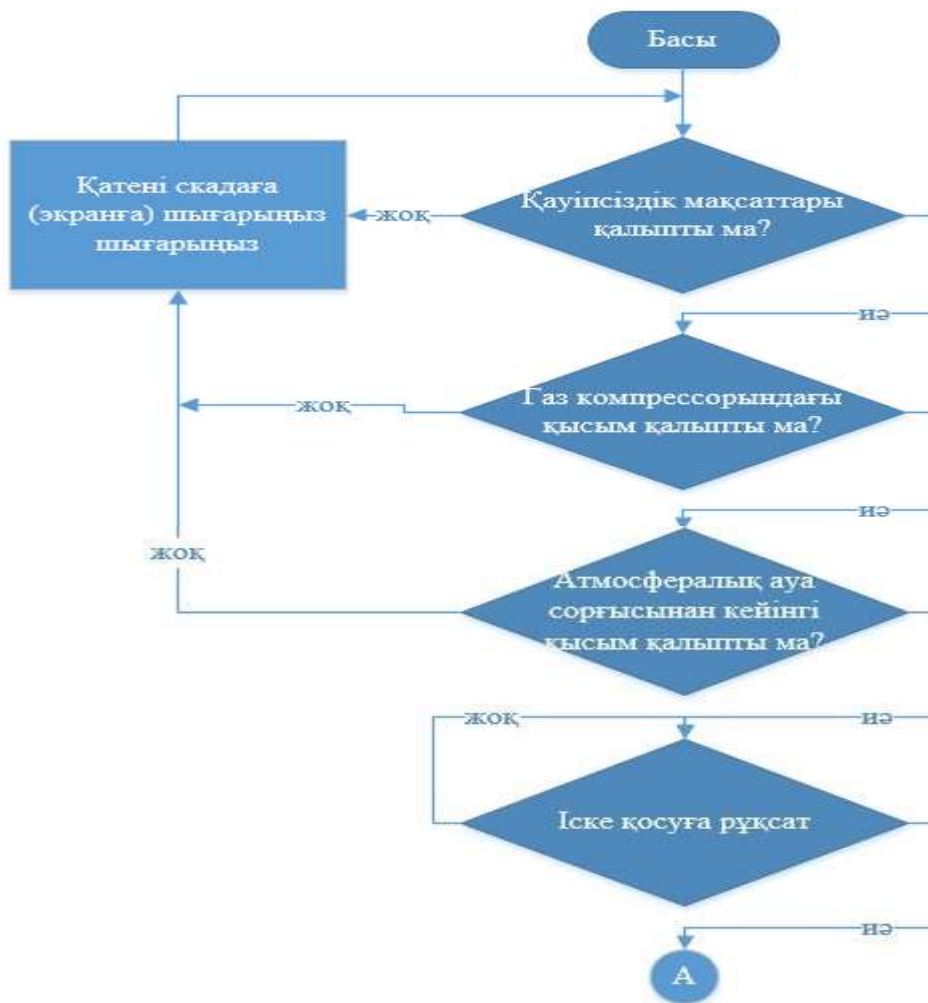 Басы
Қатені скадаға
(экранға) шығарыңыз
шығарыңыз
жоқ
Қауіпсіздік мақсаттары
қалыпты ма?
иә
жоқ
Газ компрессорындағы
қысым қалыпты ма?
иә
жоқ
Атмосфералық ауа
сорғысынан кейінгі
қысым қалыпты ма?
жоқ
иә
Іске қосуға рұқсат
иә
А